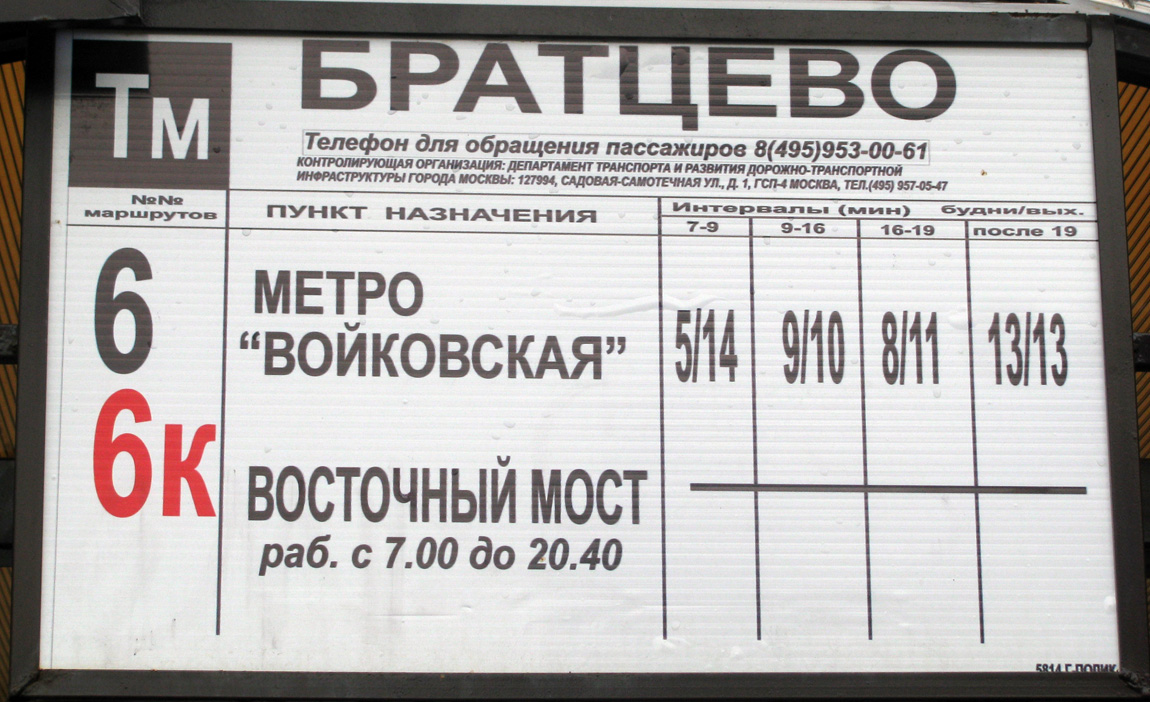 Тм
БРАТЦЕВО
Телефон для обращения пассажиров 8(495)953-00-61
КОНТРОЛИРУЮЩАЯ ОРГАНИЗАЦИЯ: ДЕПАРТАМЕНТ ТРАНСПОРТА И РАЗВИТИЯ ДОРОЖНО-ТРАНСПОРТНОЙ
ИНФРАСТРУКТУРЫ ГОРОДА МОСКВЫ: 127994, САДОВАЯ-САМОТЕЧНАЯ УЛ., Д. 1, ГСП-4 МОСКВА, ТЕЛ.(495) 957-05-47
№№
маршрутов
ПУНКТ НАЗНАЧЕНИЯ
Интервалы (мин) будни/вых.
7-9 9-16 16-19 после 19
6
МЕТРО
“ВОЙКОВСКАЯ”
5/14 9/10 8/11 13/13
6к
ВОСТОЧНЫЙ МОСТ
раб. с 7.00 до 20.40
5814